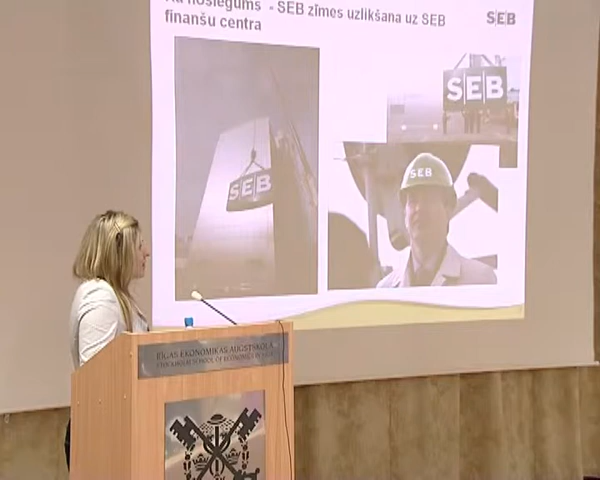 noslēgums - SEB zīmes uzlikšana uz SEB
finanšu centra
SEB
SEB
SEB
SEB
RĪGAS EKONOMIKAS AUGSTSKOLA
STOCKHOLM SCHOOL OF ECONOMICS IN RIGA